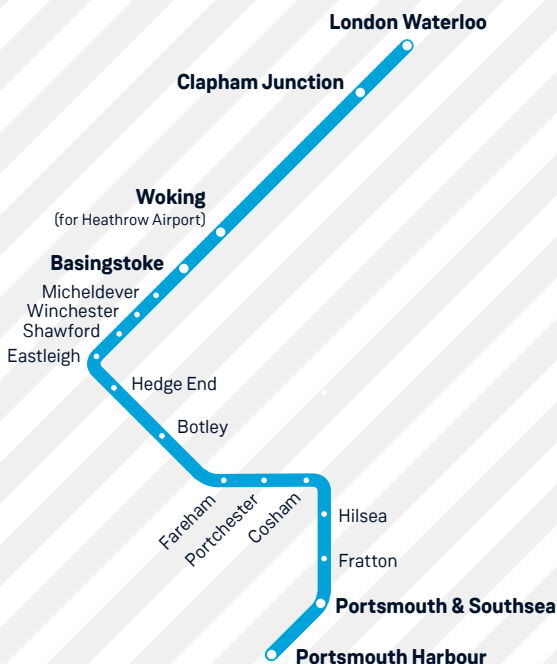 London Waterloo
Clapham Junction
Woking
(for Heathrow Airport)
Basingstoke
Micheldever
Winchester
Shawford
Eastleigh
Hedge End
Botley
Fareham
Portchester
Cosham
Hilsea
Fratton
Portsmouth & Southsea
Portsmouth Harbour